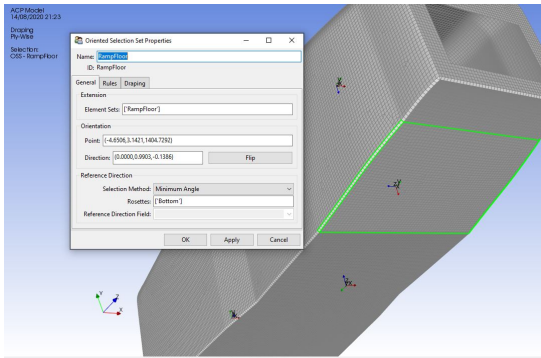 ACP Model
14/08/2020 21:23
Draping
Ply-Wise
Selection:
OSS - RampFloor
Oriented Selection Set Properties
Name: RampFloor
ID: RampFloor
General Rules Draping
Extension
Element Sets: ['RampFloor']
Orientation
Point: (-4.6506,3.1421,1404.7292)
Direction: (0.0000,0.9903,-0.1386) Flip
Reference Direction
Selection Method: Minimum Angle
Rosettes: ['Bottom']
Reference Direction Field:
OK Apply Cancel
Y Z
X